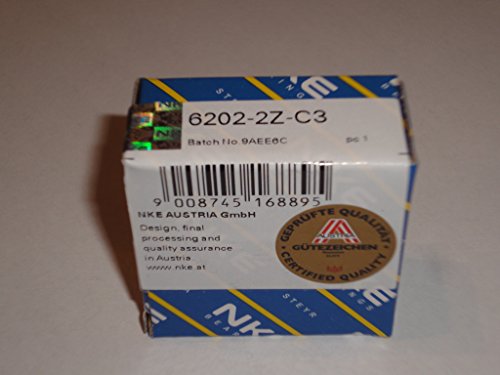 6202-2Z-C3
Batch No.9AEE6C
pc 1
9 008745 168895
NKE AUSTRIA GmbH
Design, final
processing and
quality assurance
in Austria
www.nke.at
GEPRÜFTE QUALITÄT
AUSTRIA
GÜTEZEICHEN
CERTIFIED QUALITY
NKE
STEYR